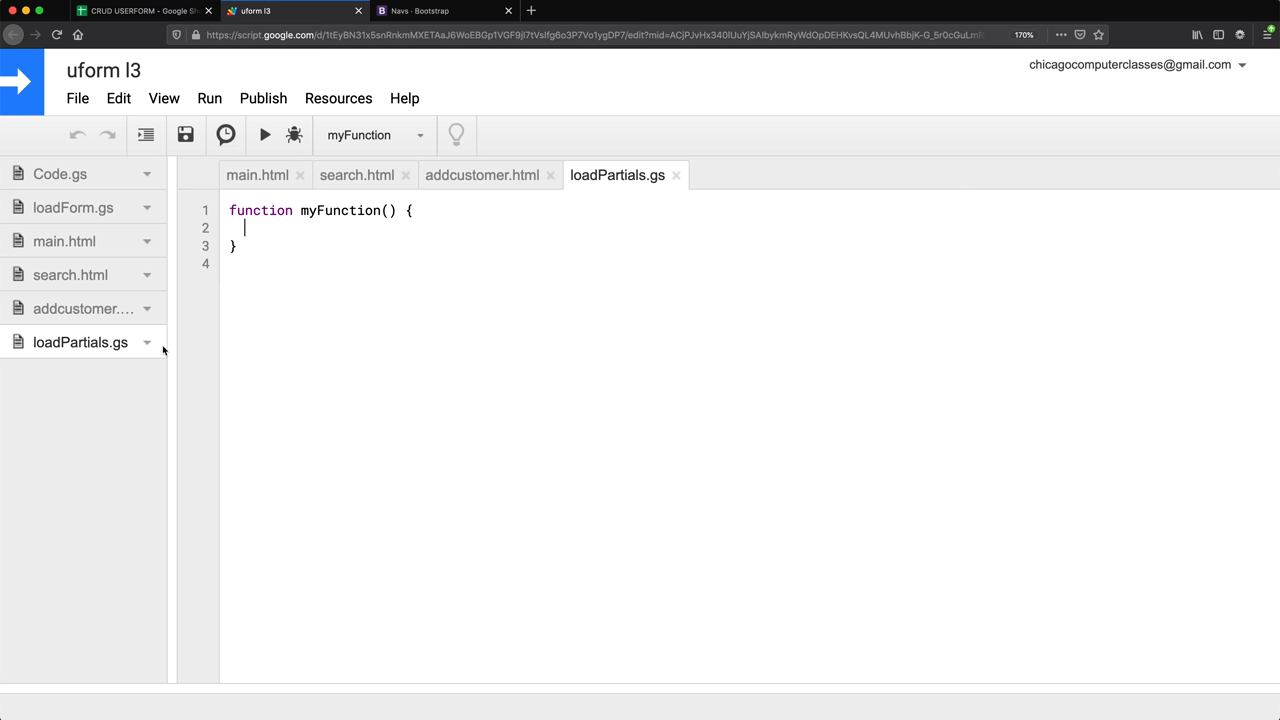 CRUD USERFORM - Google She
uform l3
Navs · Bootstrap
170%
uform l3
chicagocomputerclasses@gmail.com
File Edit View Run Publish Resources Help
myFunction
Code.gs
loadForm.gs
main.html
search.html
addcustomer....
loadPartials.gs
main.html
search.html
addcustomer.html
loadPartials.gs
1 function myFunction() {
2
3 }
4